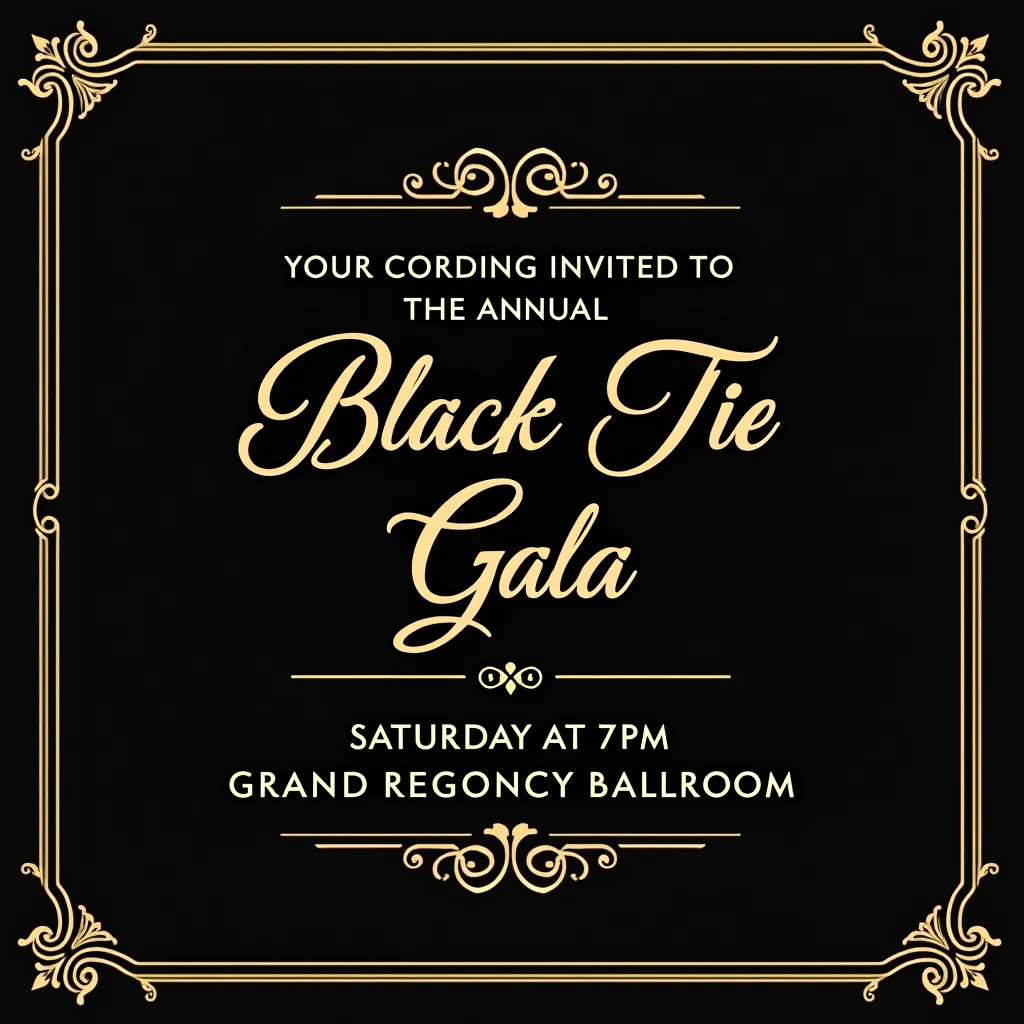 YOUR CORDING INVITED TO
THE ANNUAL
Black Tie
Gala
SATURDAY AT 7PM
GRAND REGONCY BALLROOM